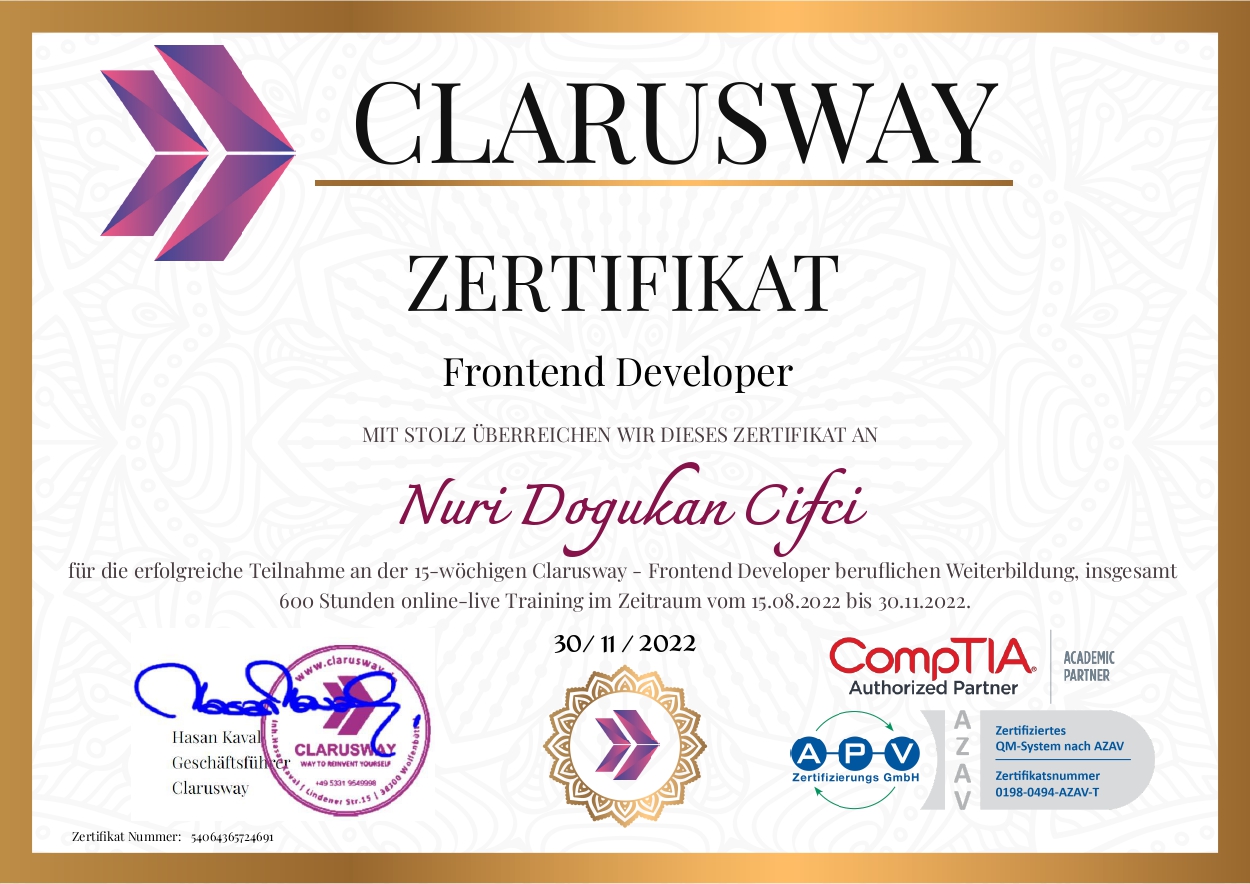 CLARUSWAY
ZERTIFIKAT
Frontend Developer
MIT STOLZ ÜBERREICHEN WIR DIESES ZERTIFIKAT AN
Nuri Dogukan Cifci
für die erfolgreiche Teilnahme an der 15-wöchigen Clarusway - Frontend Developer beruflichen Weiterbildung, insgesamt
600 Stunden online-live Training im Zeitraum vom 15.08.2022 bis 30.11.2022.
30/ 11 / 2022
Hasan Kaval
Geschäftsführer
Clarusway
www.clarusway
CLARUSWAY
WAY TO REINVENT YOURSELF
+49 5331 9549998
Inh. Hasan Kaval / Lindener Str.15 | 38300 Wolfenbüttel
CompTIA
Authorized Partner
ACADEMIC
PARTNER
A-P-V
Zertifizierungs GmbH
AZAV
Zertifiziertes
QM-System nach AZAV
Zertifikatsnummer
0198-0494-AZAV-T
Zertifikat Nummer: 54064365724691